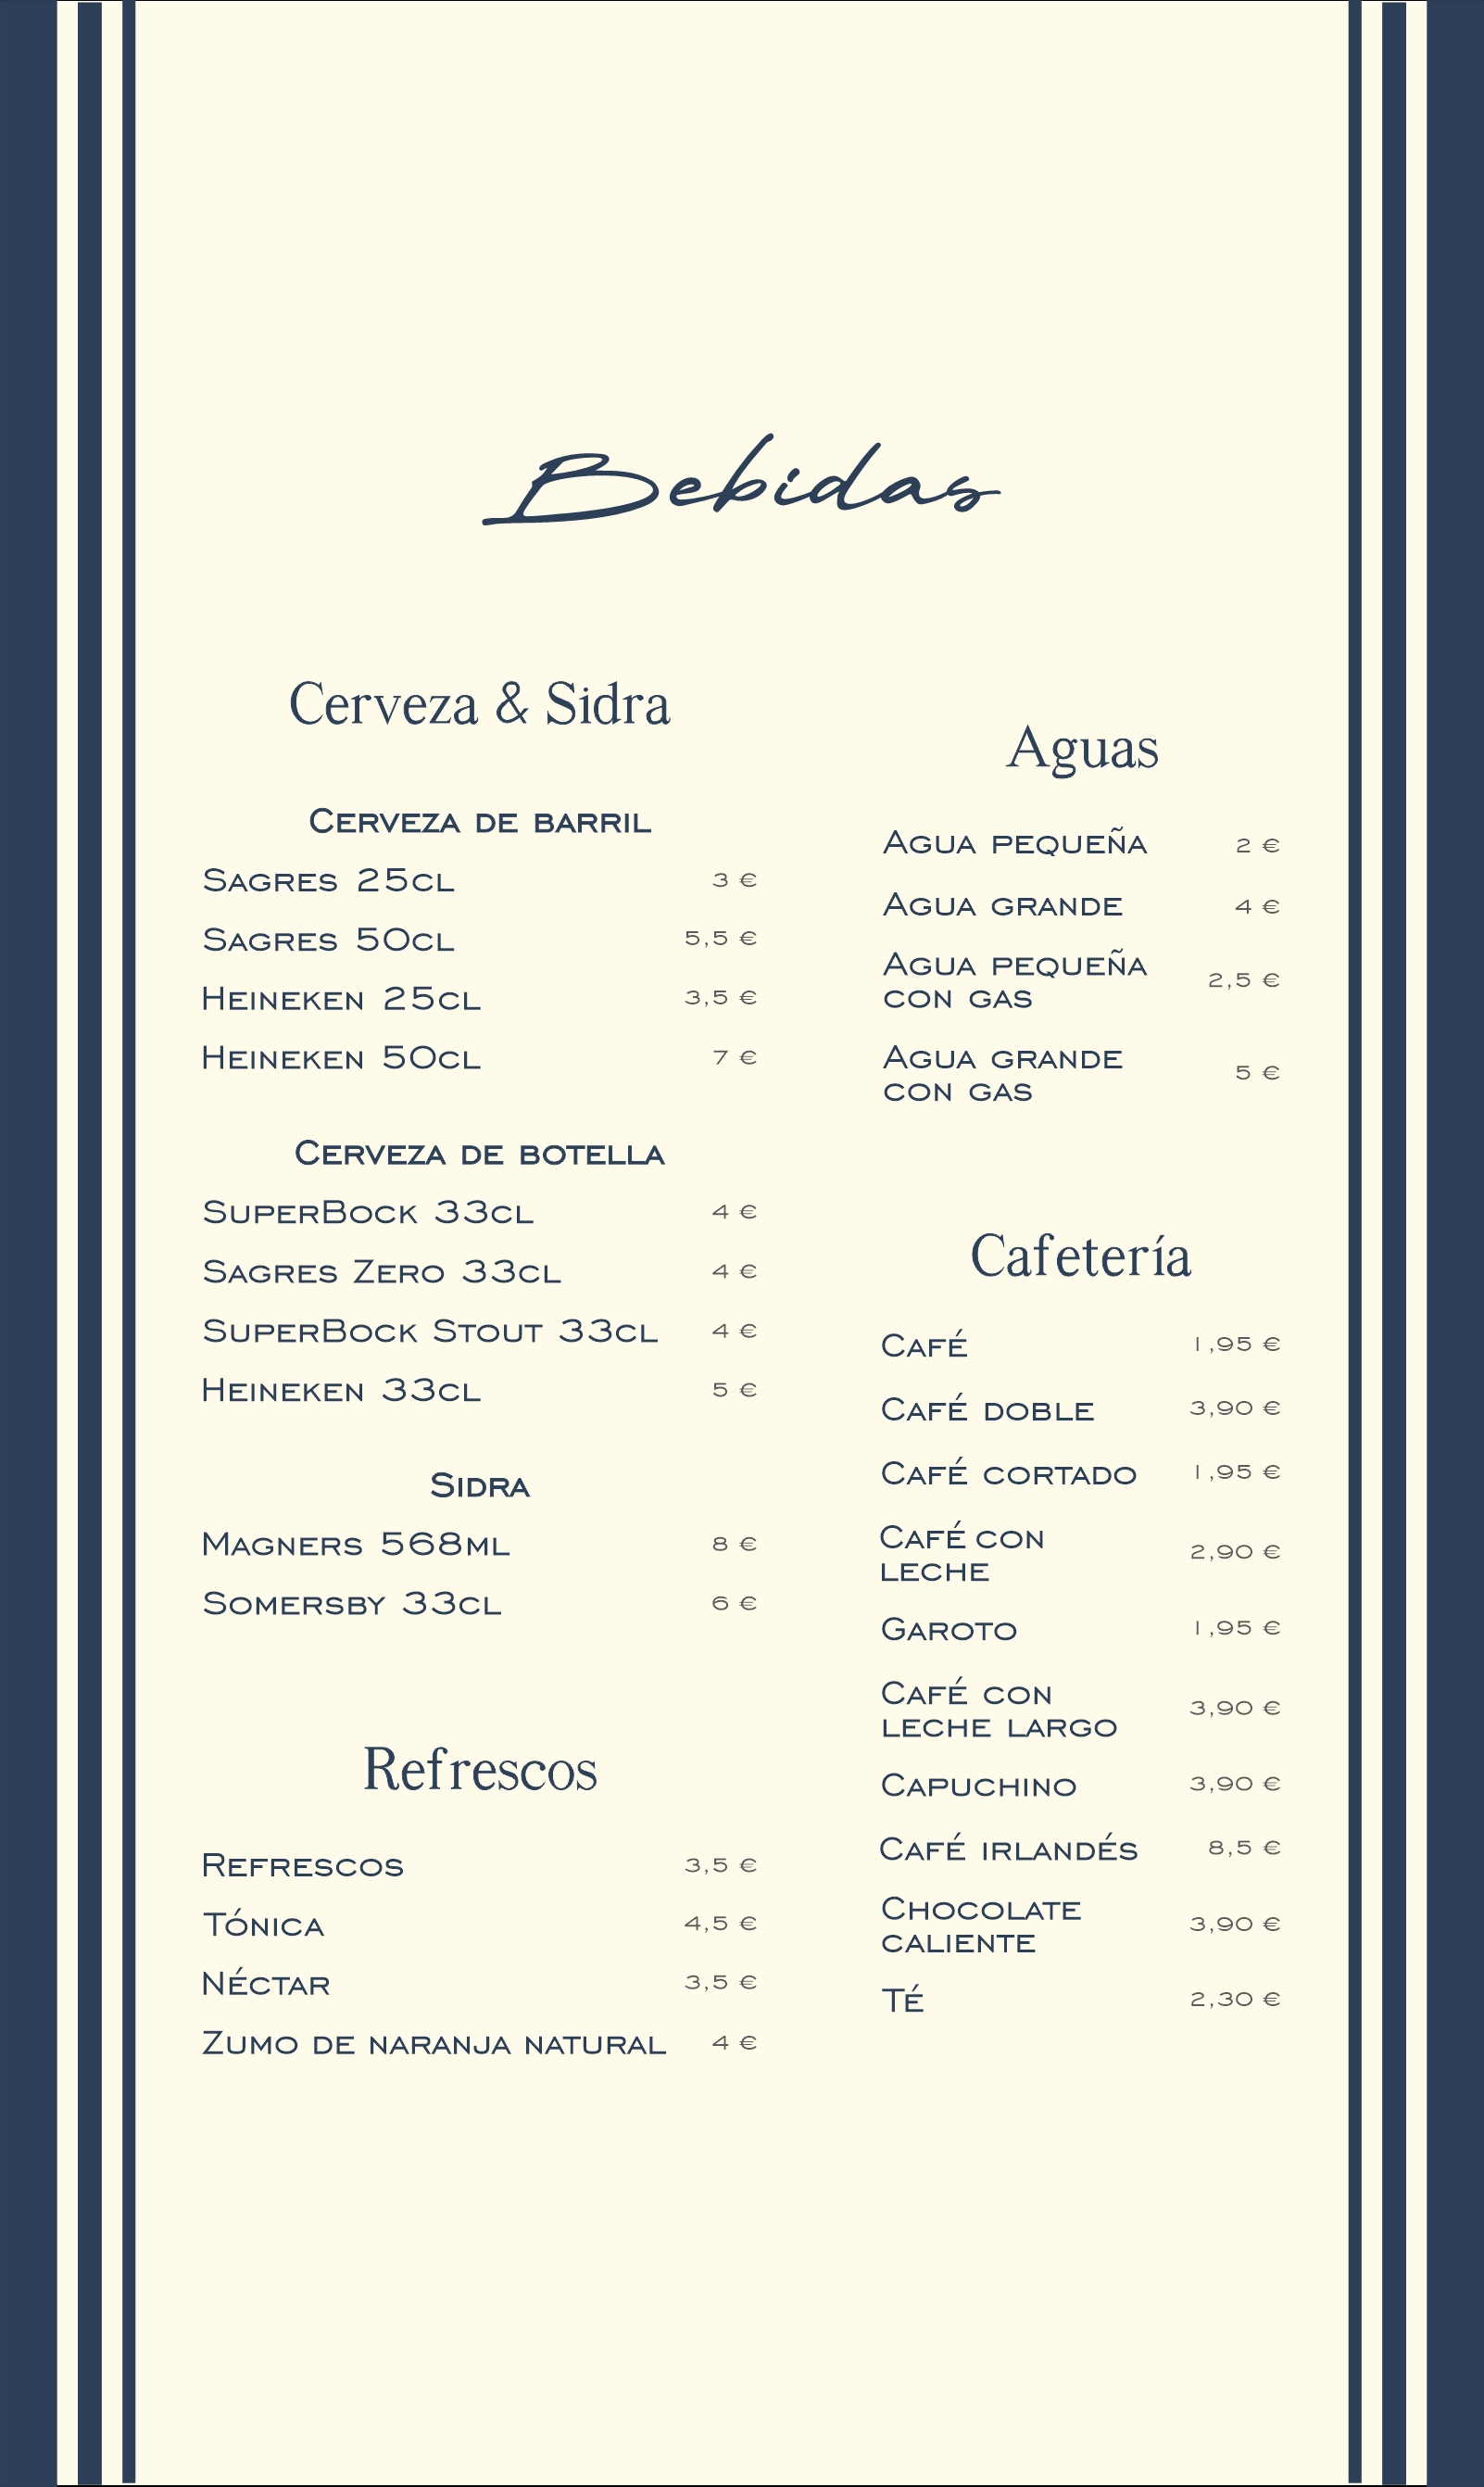 Bebidas
Cerveza & Sidra
Cerveza de barril
Sagres 25cl 3 €
Sagres 50cl 5,5 €
Heineken 25cl 3,5 €
Heineken 50cl 7 €
Cerveza de botella
SuperBock 33cl 4 €
Sagres Zero 33cl 4 €
SuperBock Stout 33cl 4 €
Heineken 33cl 5 €
Sidra
Magners 568ml 8 €
Somersby 33cl 6 €
Refrescos
Refrescos 3,5 €
Tónica 4,5 €
Néctar 3,5 €
Zumo de naranja natural 4 €
Aguas
Agua pequeña 2 €
Agua grande 4 €
Agua pequeña
con gas 2,5 €
Agua grande
con gas 5 €
Cafetería
Café 1,95 €
Café doble 3,90 €
Café cortado 1,95 €
Café con
leche 2,90 €
Garoto 1,95 €
Café con
leche largo 3,90 €
Capuchino 3,90 €
Café irlandés 8,5 €
Chocolate
caliente 3,90 €
Té 2,30 €